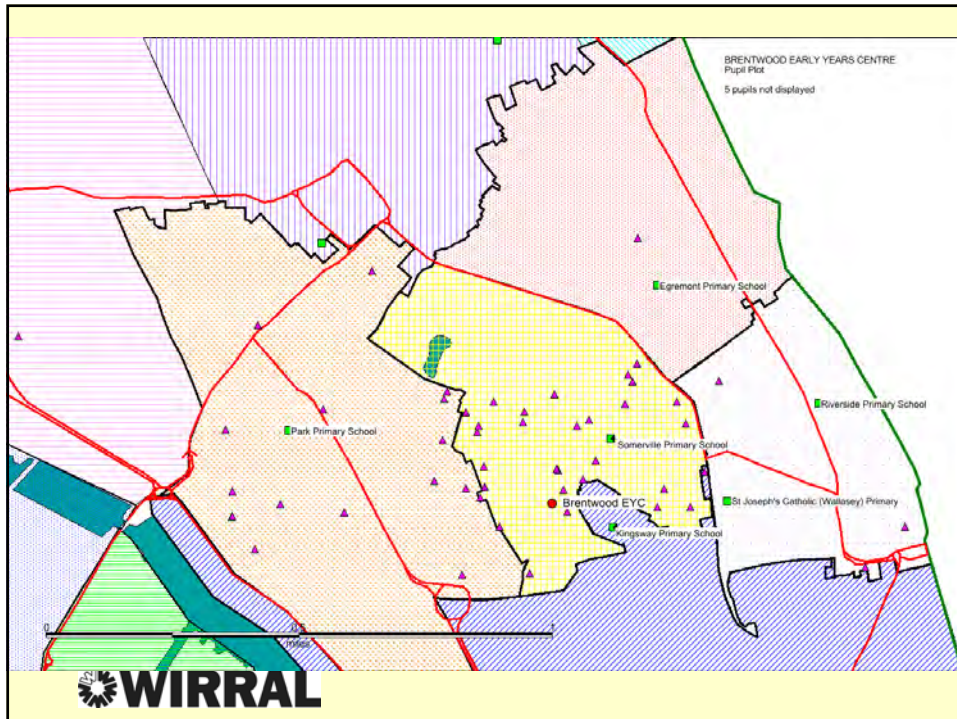 BRENTWOOD EARLY YEARS CENTRE
Pupil Plot
5 pupils not displayed
Egremont Primary School
Riverside Primary School
Park Primary School
Somerville Primary School
Brentwood EYC
St Joseph's Catholic (Wallasey) Primary
Kingsway Primary School
0 0.5 1
miles
WIRRAL